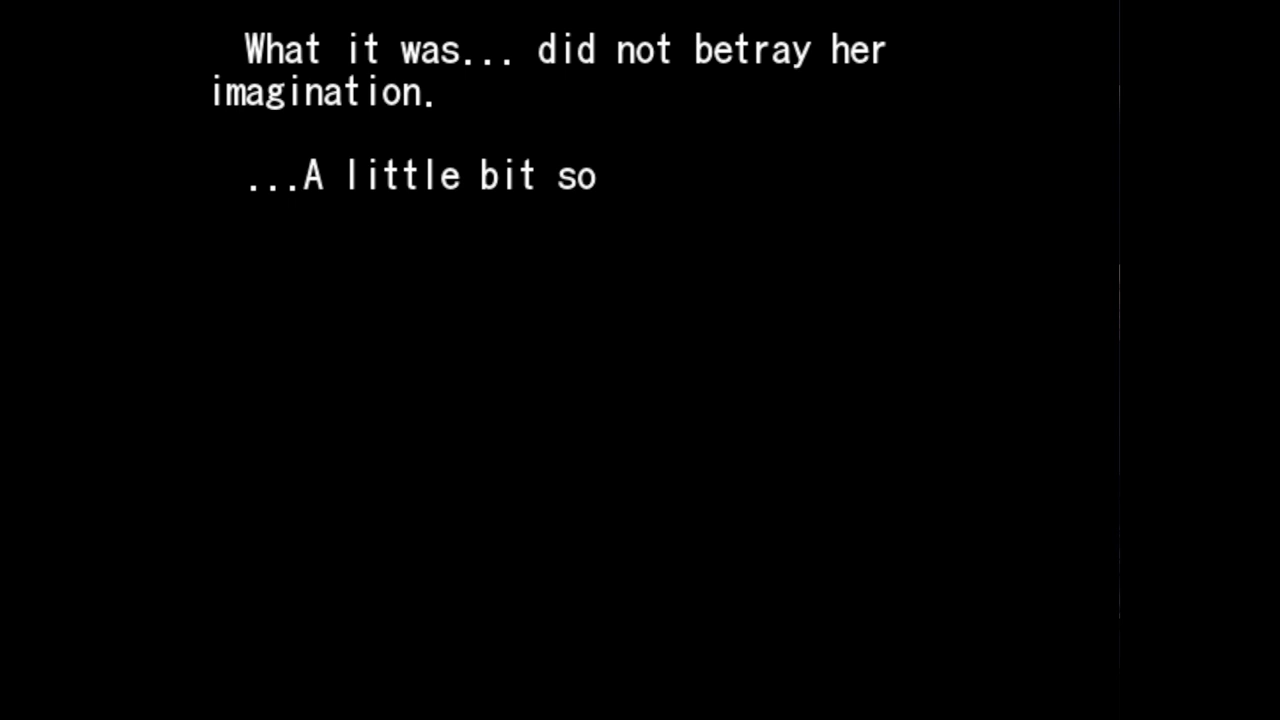 What it was... did not betray her
imagination.
...A little bit so